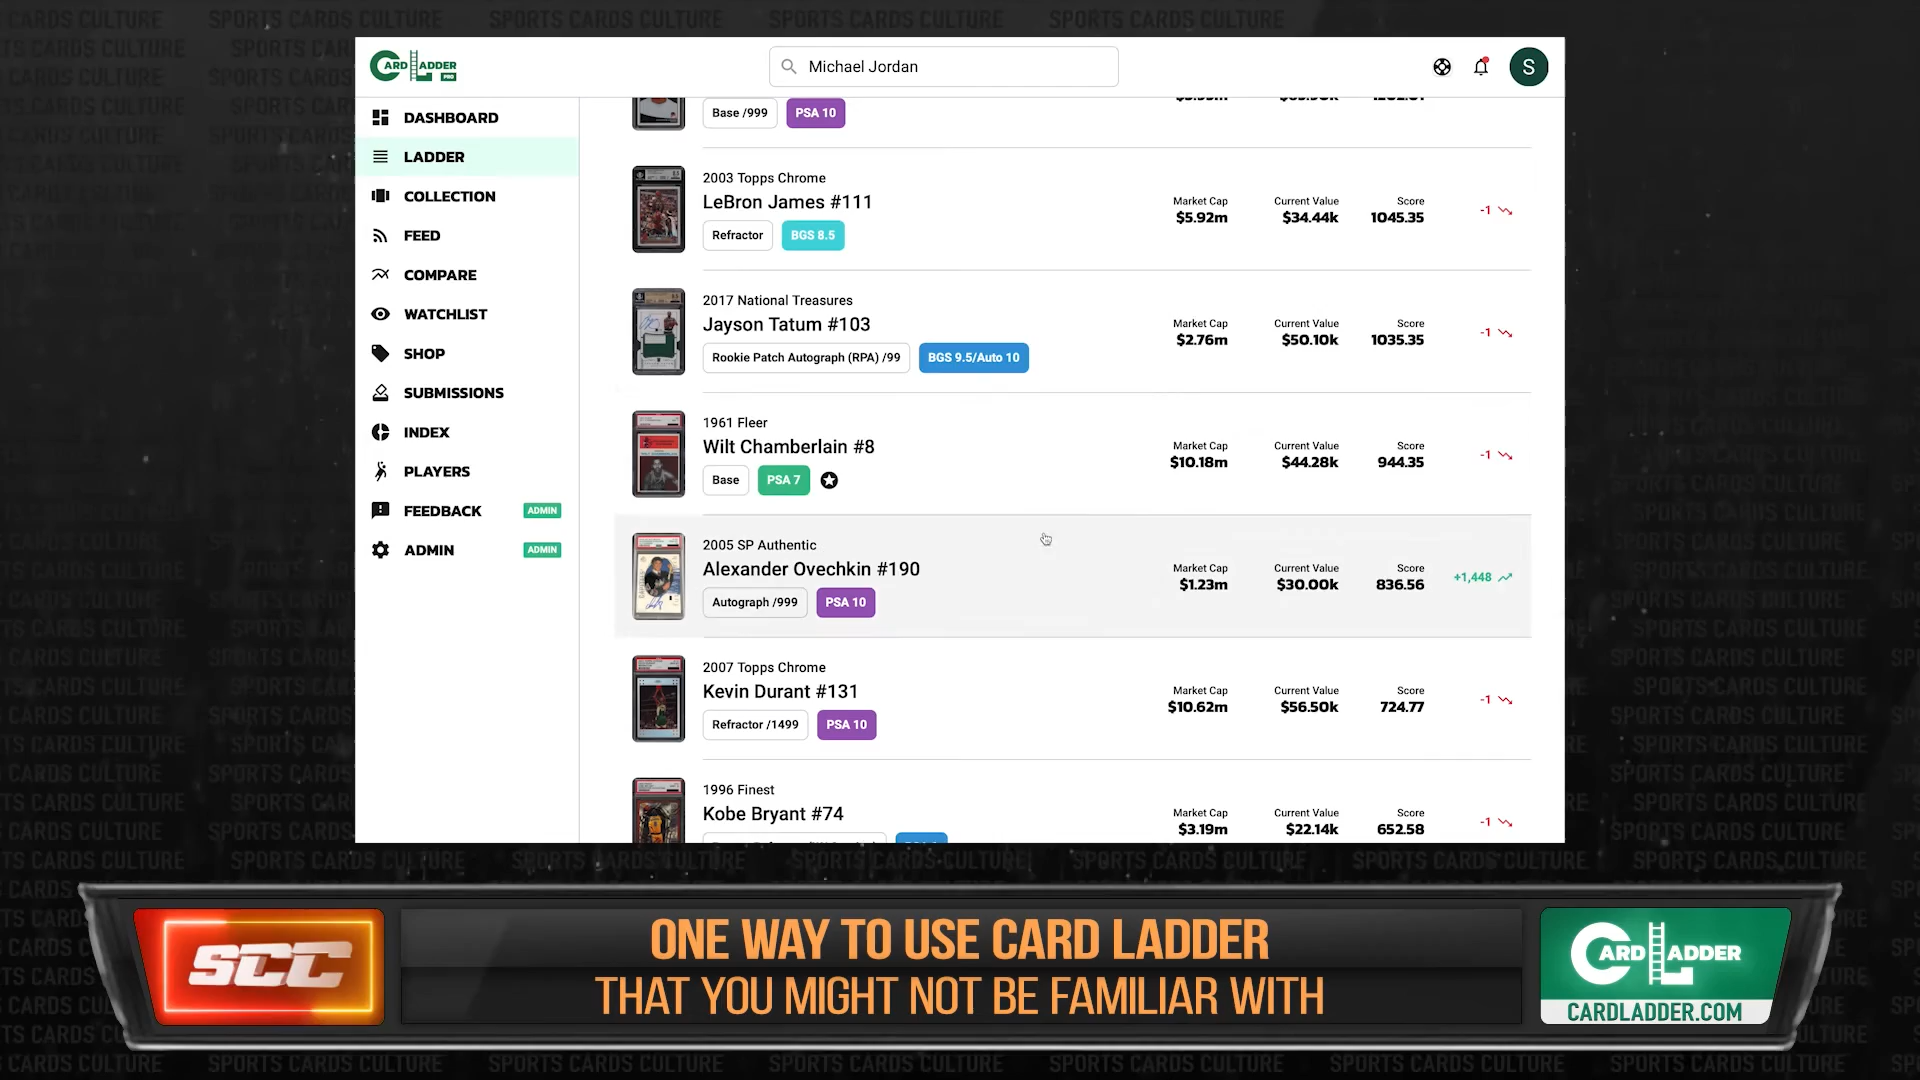 CARD LADDER
PRO
Michael Jordan
S
DASHBOARD
LADDER
COLLECTION
FEED
COMPARE
WATCHLIST
SHOP
SUBMISSIONS
INDEX
PLAYERS
FEEDBACK
ADMIN
ADMIN
ADMIN
Base /999
PSA 10
2003 Topps Chrome
LeBron James #111
Refractor
BGS 8.5
Market Cap
$5.92m
Current Value
$34.44k
Score
1045.35
-1
2017 National Treasures
Jayson Tatum #103
Rookie Patch Autograph (RPA) /99
BGS 9.5/Auto 10
Market Cap
$2.76m
Current Value
$50.10k
Score
1035.35
-1
1961 Fleer
Wilt Chamberlain #8
Base
PSA 7
Market Cap
$10.18m
Current Value
$44.28k
Score
944.35
-1
2005 SP Authentic
Alexander Ovechkin #190
Autograph /999
PSA 10
Market Cap
$1.23m
Current Value
$30.00k
Score
836.56
+1,448
2007 Topps Chrome
Kevin Durant #131
Refractor /1499
PSA 10
Market Cap
$10.62m
Current Value
$56.50k
Score
724.77
-1
1996 Finest
Kobe Bryant #74
Market Cap
$3.19m
Current Value
$22.14k
Score
652.58
-1
SCC
ONE WAY TO USE CARD LADDER
THAT YOU MIGHT NOT BE FAMILIAR WITH
CARD LADDER
CARDLADDER.COM
SPORTS CARDS CULTURE